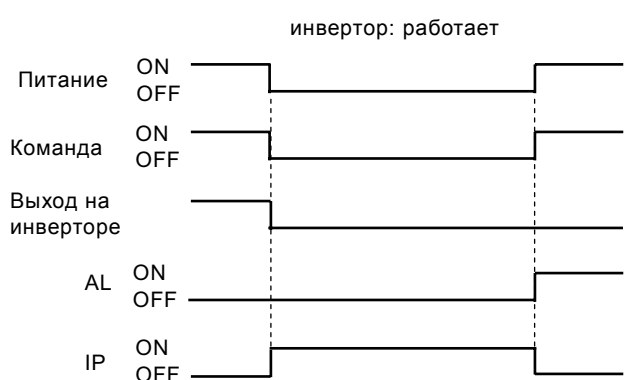 инвертор: работает
Питание
ON
OFF
Команда
ON
OFF
Выход на
инверторе
AL
ON
OFF
IP
ON
OFF